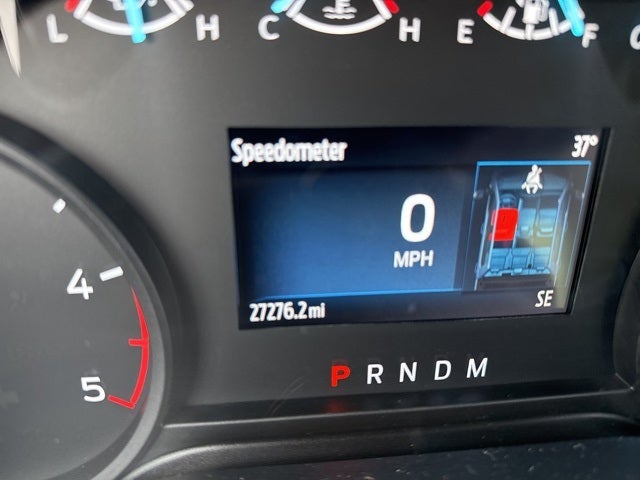 L H C H E F
Speedometer 37°
0
MPH
27276.2 mi SE
4
5
P R N D M